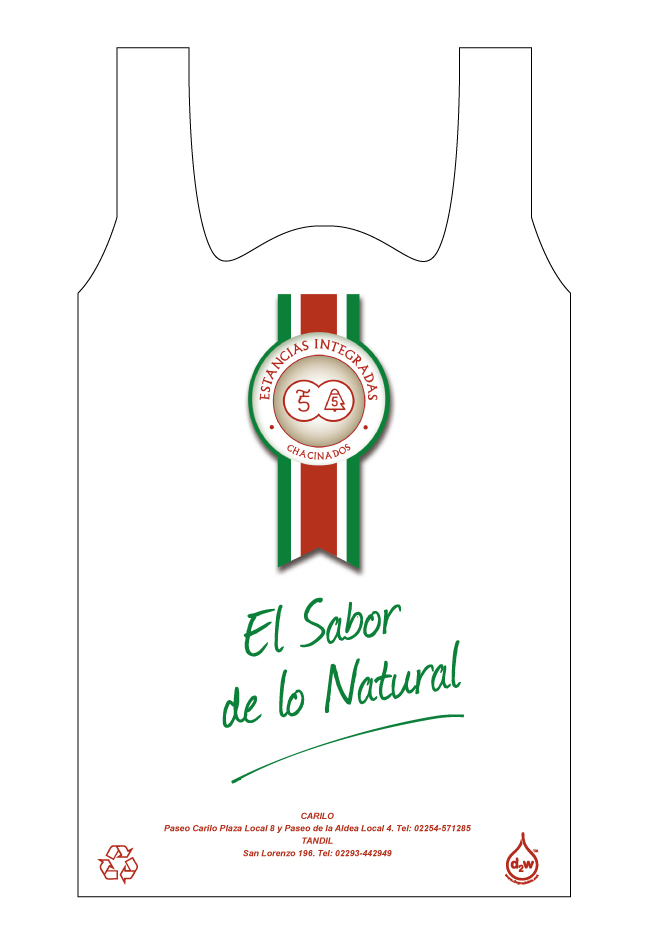 ESTANCIAS INTEGRADAS
5 5
CHACINADOS
El Sabor
de lo Natural
CARILO
Paseo Carilo Plaza Local 8 y Paseo de la Aldea Local 4. Tel: 02254-571285
TANDIL
San Lorenzo 196. Tel: 02293-442949
d2w™